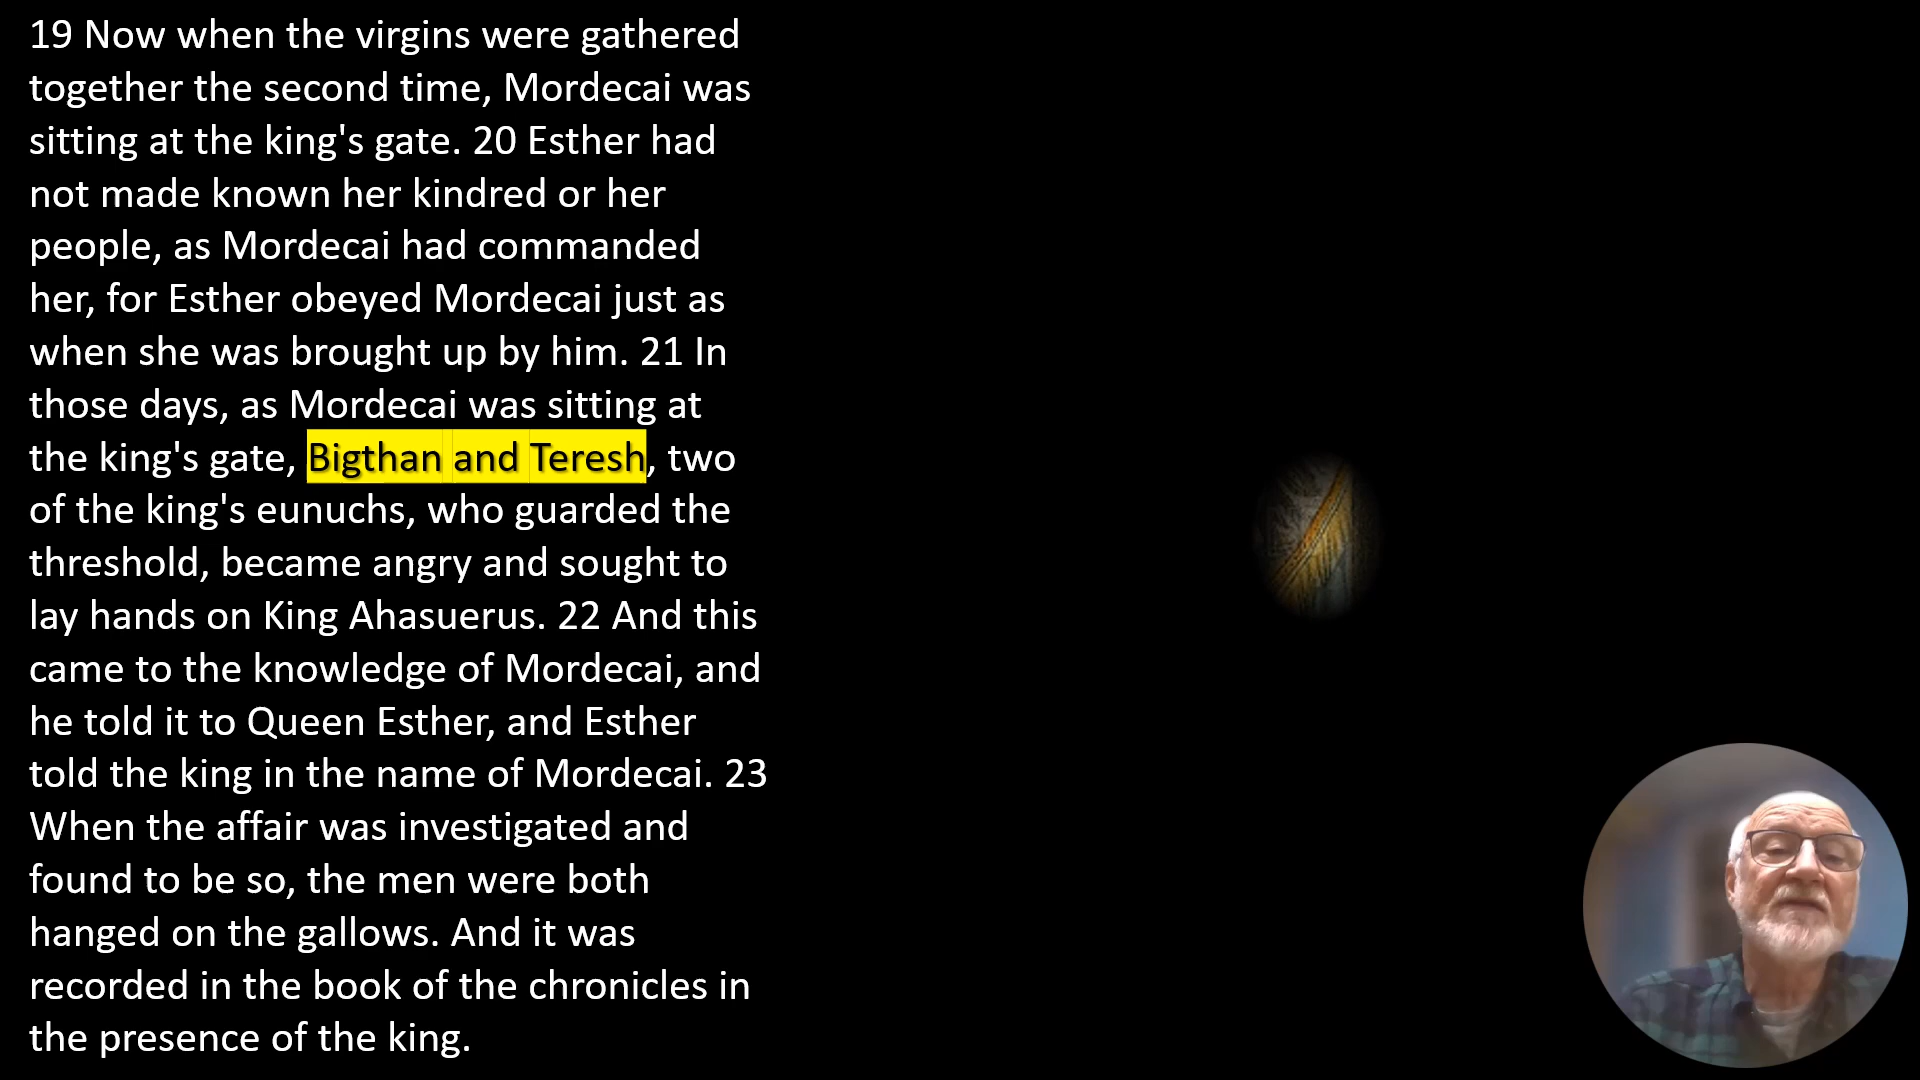 19 Now when the virgins were gathered
together the second time, Mordecai was
sitting at the king's gate. 20 Esther had
not made known her kindred or her
people, as Mordecai had commanded
her, for Esther obeyed Mordecai just as
when she was brought up by him. 21 In
those days, as Mordecai was sitting at
the king's gate, Bigthan and Teresh, two
of the king's eunuchs, who guarded the
threshold, became angry and sought to
lay hands on King Ahasuerus. 22 And this
came to the knowledge of Mordecai, and
he told it to Queen Esther, and Esther
told the king in the name of Mordecai. 23
When the affair was investigated and
found to be so, the men were both
hanged on the gallows. And it was
recorded in the book of the chronicles in
the presence of the king.